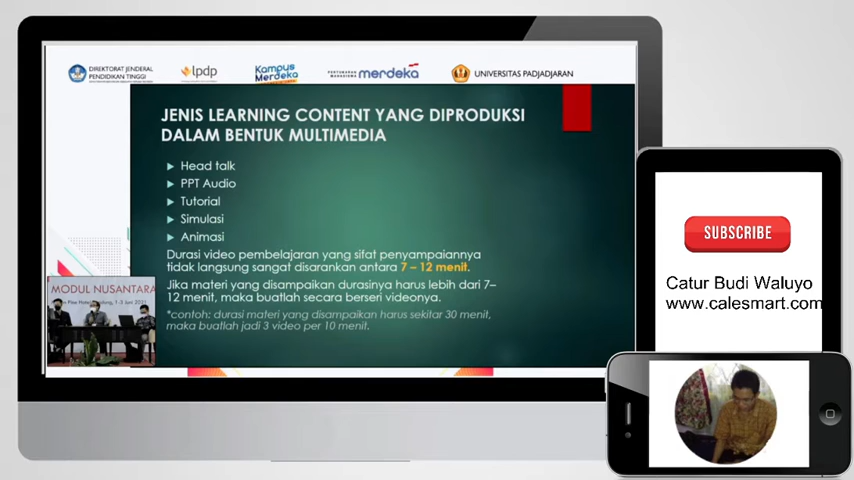 DIREKTORAT JENDERAL
PENDIDIKAN TINGGI
lpdp
Kampus
Merdeka
PERTUKARAN
MAHASISWA merdeka
UNIVERSITAS PADJADJARAN
JENIS LEARNING CONTENT YANG DIPRODUKSI
DALAM BENTUK MULTIMEDIA
Head talk
PPT Audio
Tutorial
Simulasi
Animasi
Durasi video pembelajaran yang sifat penyampaiannya
tidak langsung sangat disarankan antara 7 – 12 menit.
Jika materi yang disampaikan durasinya harus lebih dari 7–
12 menit, maka buatlah secara berseri videonya.
*contoh: durasi materi yang disampaikan harus sekitar 30 menit,
maka buatlah jadi 3 video per 10 menit.
MODUL NUSANTARA
SUBSCRIBE
Catur Budi Waluyo
www.calesmart.com